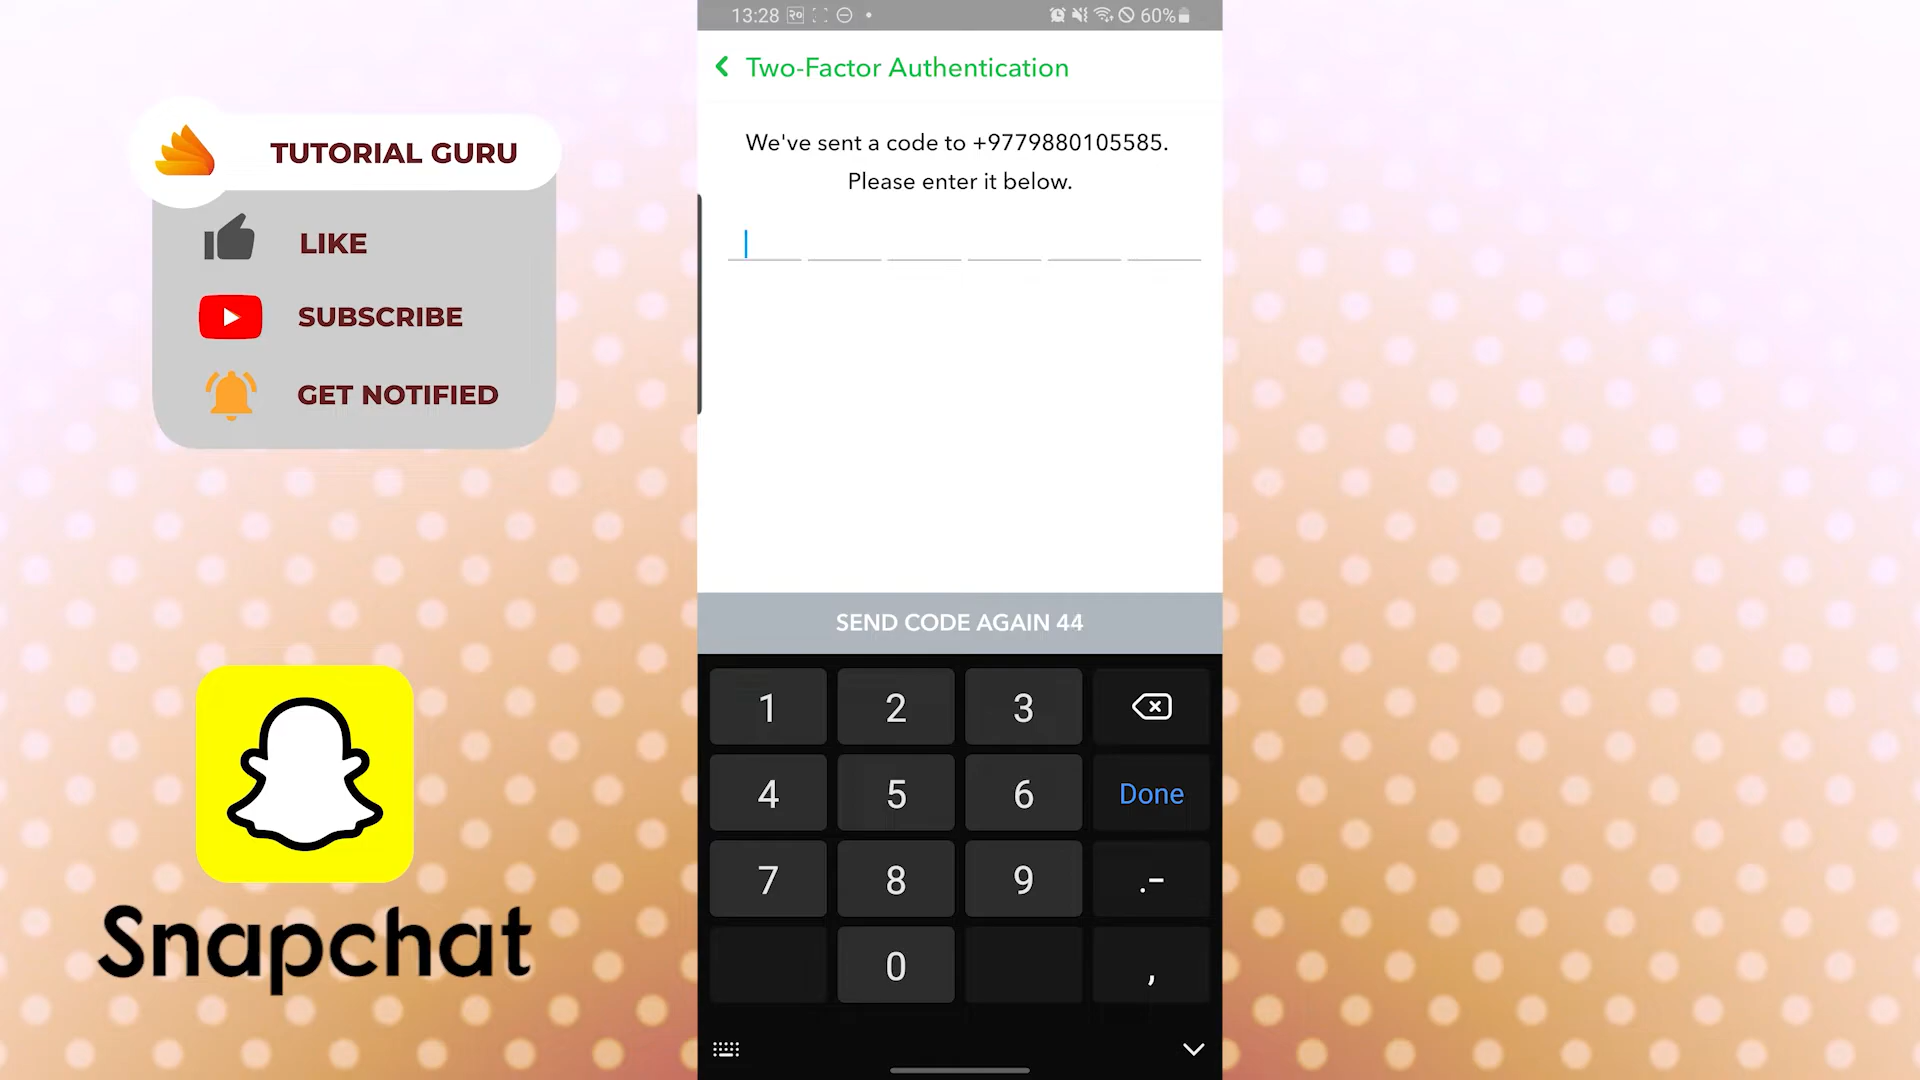 13:28 २०
60%
Two-Factor Authentication
We've sent a code to +9779880105585.
Please enter it below.
TUTORIAL GURU
LIKE
SUBSCRIBE
GET NOTIFIED
SEND CODE AGAIN 44
1 2 3
4 5 6 Done
7 8 9 .-
0 ,
Snapchat